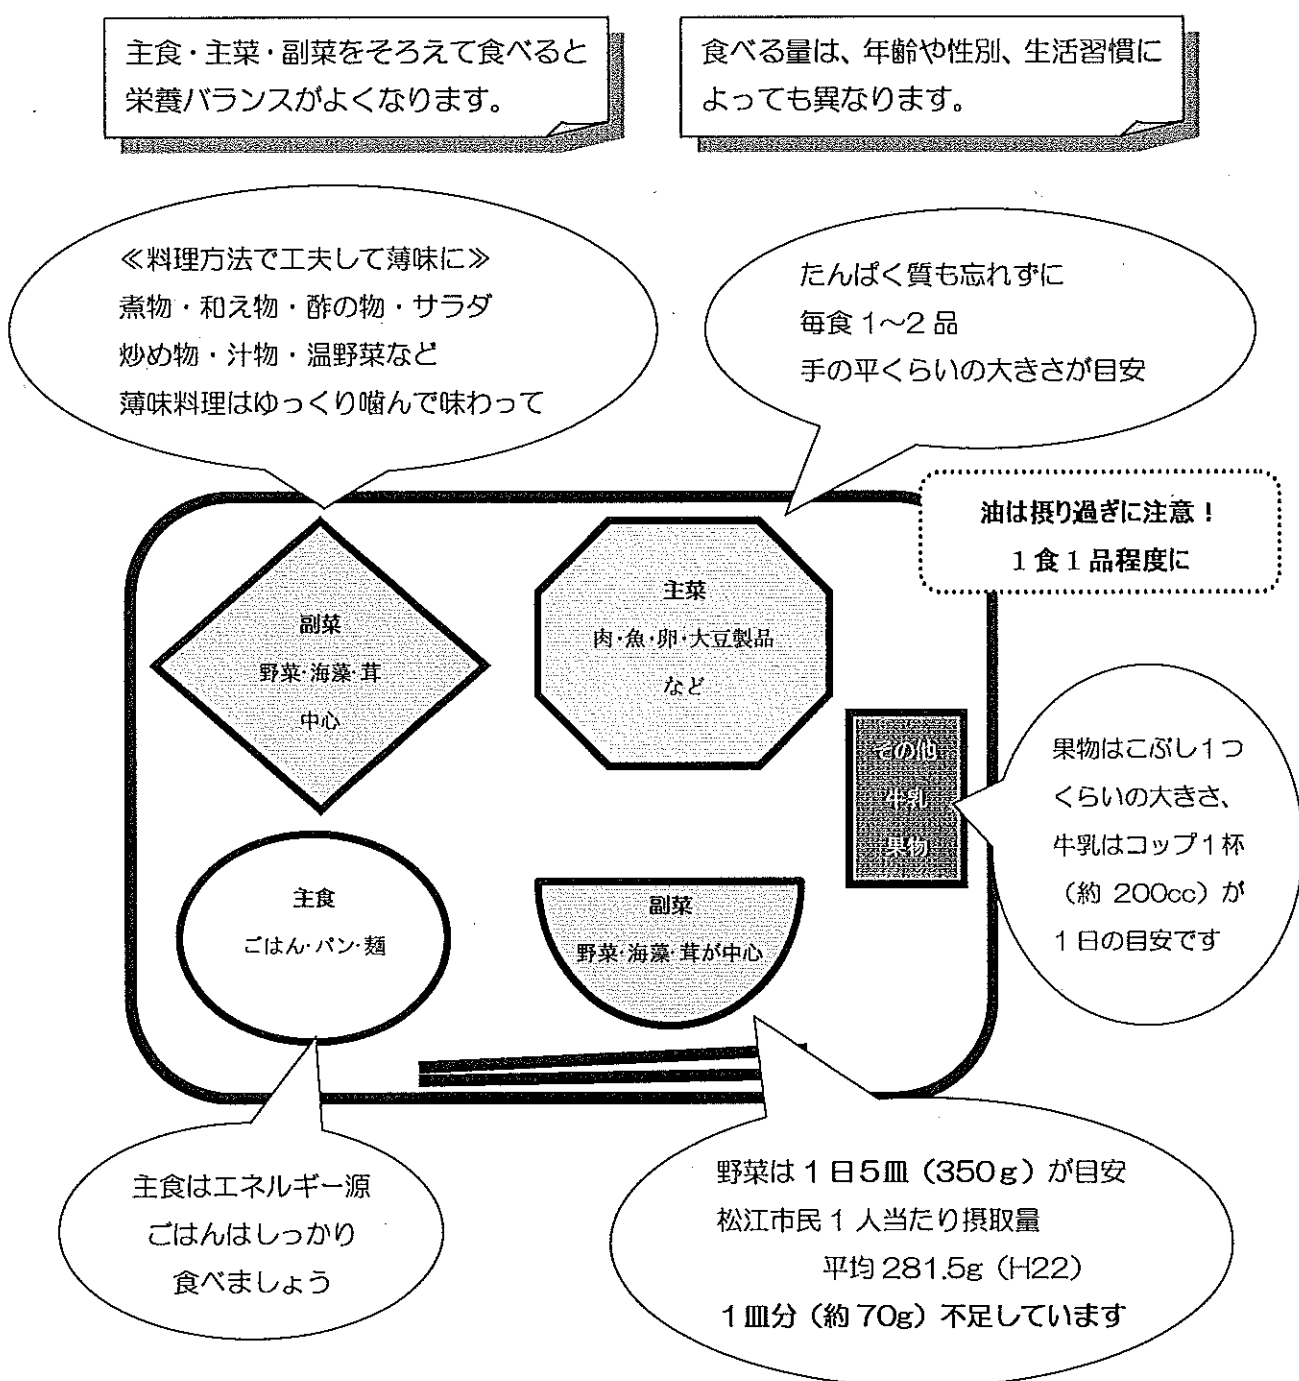 主食・主菜・副菜をそろえて食べると
栄養バランスがよくなります。
食べる量は、年齢や性別、生活習慣に
よっても異なります。
≪料理方法で工夫して薄味に≫
煮物・和え物・酢の物・サラダ
炒め物・汁物・温野菜など
薄味料理はゆっくり噛んで味わって
たんぱく質も忘れずに
毎食 1～2 品
手の平くらいの大きさが目安
油は摂り過ぎに注意！
1 食 1 品程度に
副菜
野菜・海藻・茸
中心
主菜
肉・魚・卵・大豆製品
など
その他
牛乳
果物
果物はこぶし1つ
くらいの大きさ、
牛乳はコップ1杯
（約 200cc）が
1日の目安です
主食
ごはん・パン・麺
副菜
野菜・海藻・茸が中心
主食はエネルギー源
ごはんはしっかり
食べましょう
野菜は1日5皿（350g）が目安
松江市民1人当たり摂取量
平均 281.5g（H22）
1皿分（約70g）不足しています